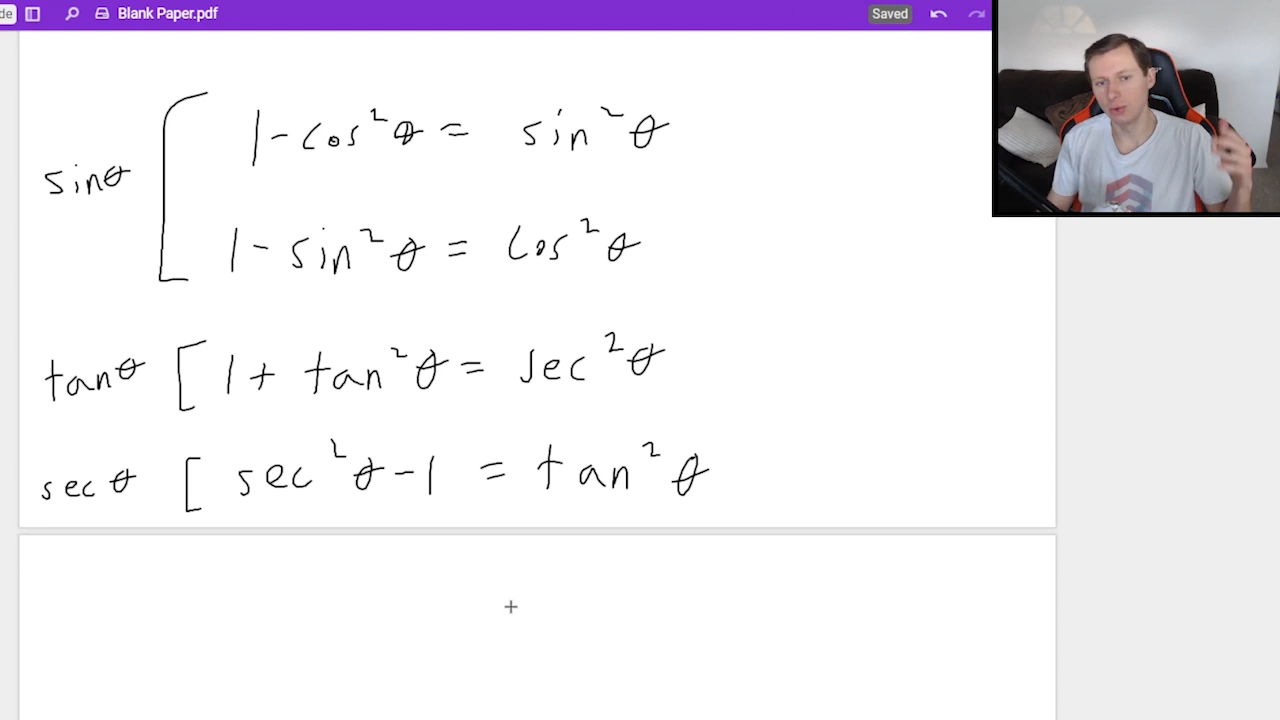 de
Blank Paper.pdf
Saved
1 - cos²θ = sin²θ
sinθ
1 - sin²θ = cos²θ
tanθ [ 1 + tan²θ = sec²θ
secθ [ sec²θ - 1 = tan²θ